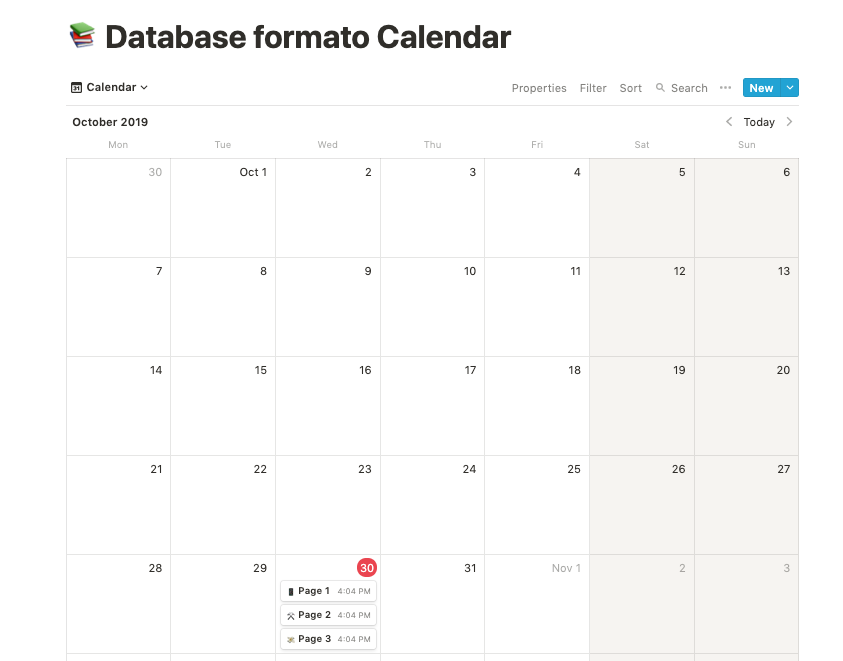 Database formato Calendar
Calendar Properties Filter Sort Search New
October 2019 Today
Mon Tue Wed Thu Fri Sat Sun
30 Oct 1 2 3 4 5 6
7 8 9 10 11 12 13
14 15 16 17 18 19 20
21 22 23 24 25 26 27
28 29 30 31 Nov 1 2 3
Page 1 4:04 PM
Page 2 4:04 PM
Page 3 4:04 PM